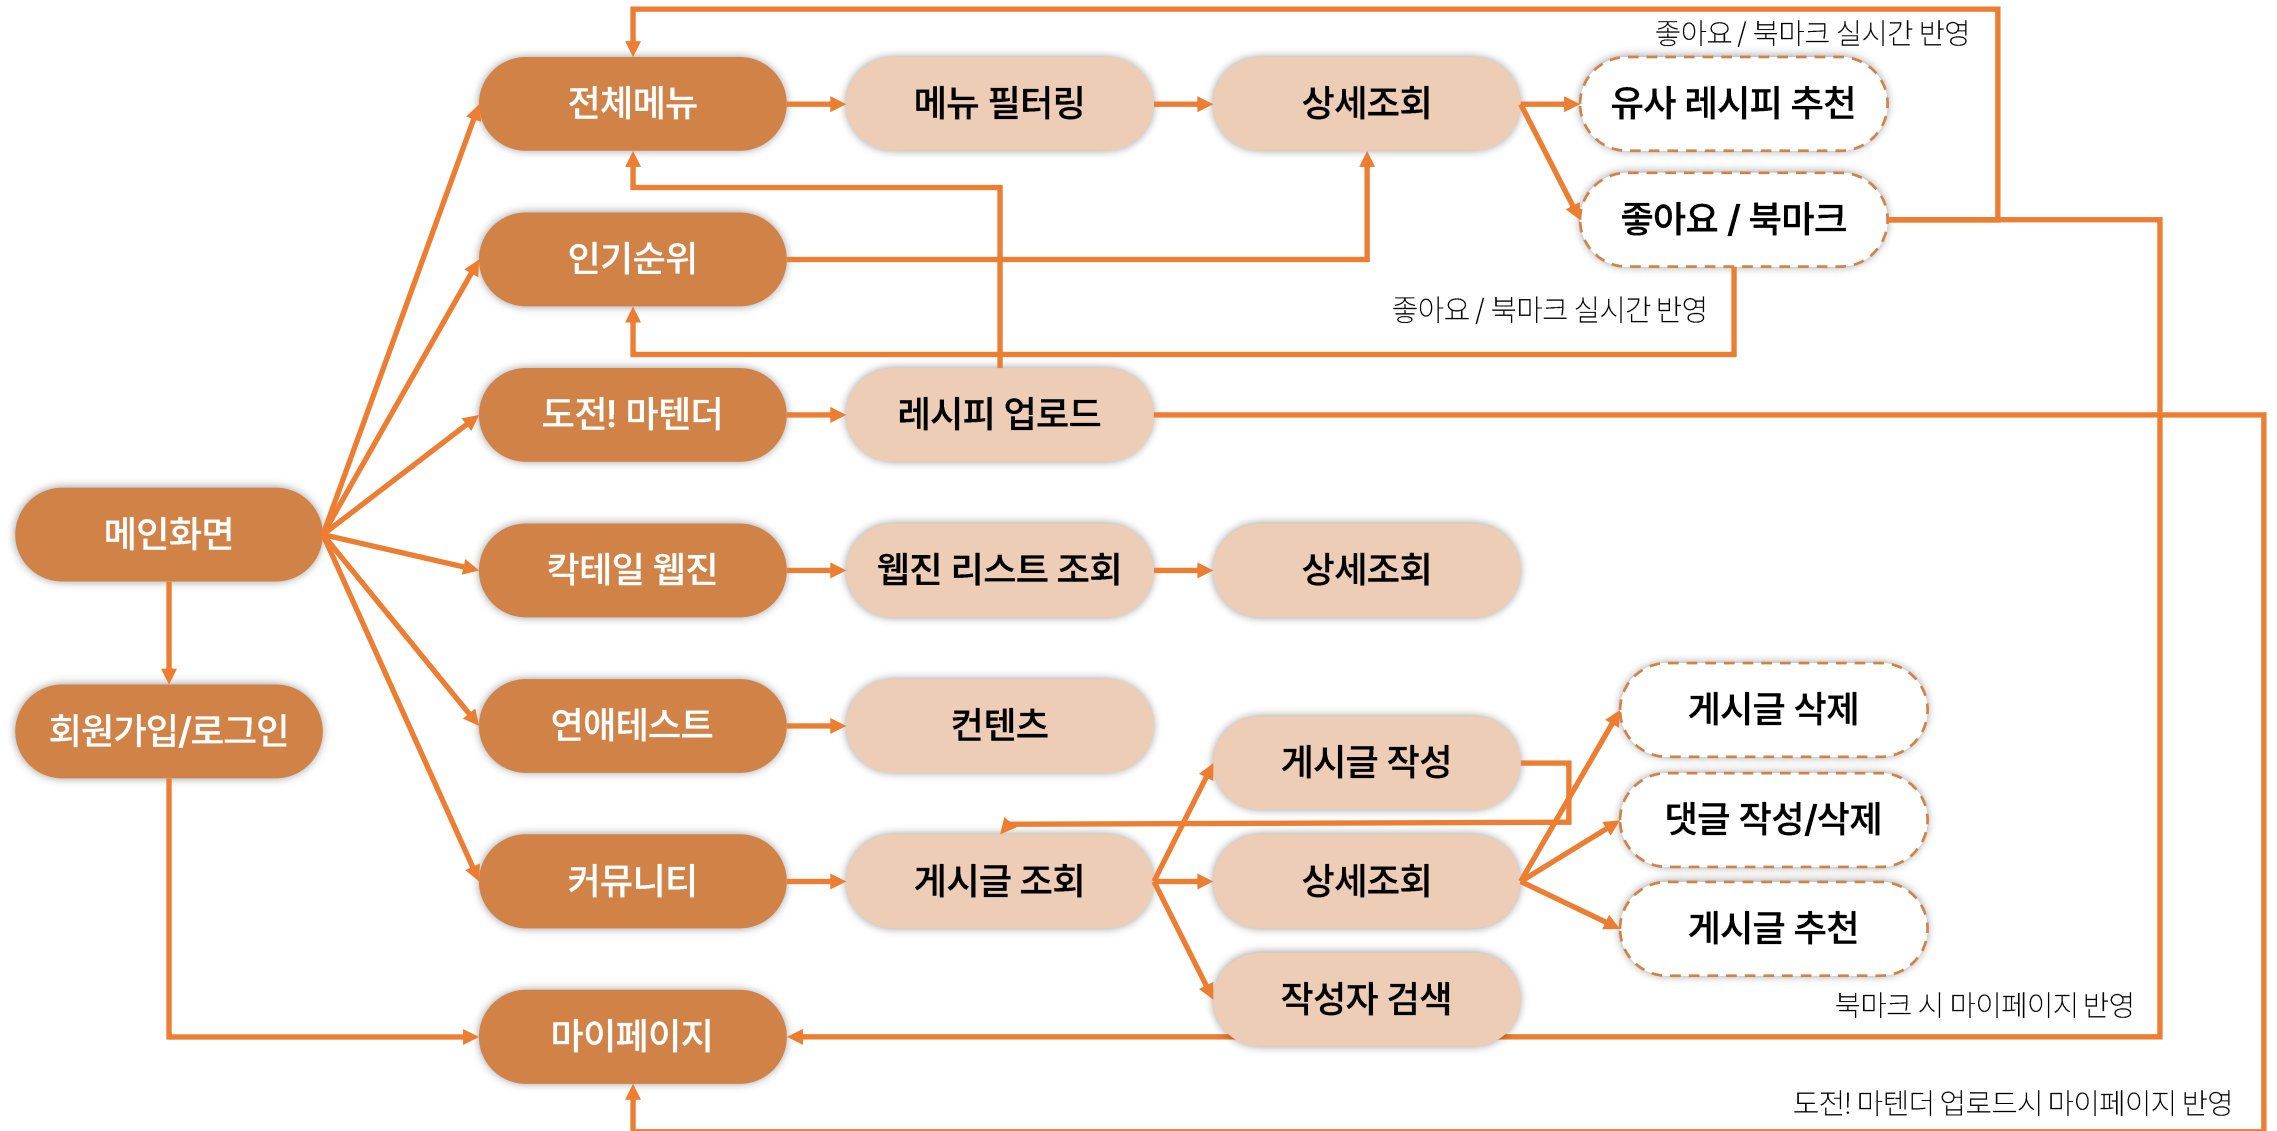 좋아요 / 북마크 실시간 반영
전체메뉴
메뉴 필터링
상세조회
유사 레시피 추천
좋아요 / 북마크
인기순위
좋아요 / 북마크 실시간 반영
도전! 마텐더
레시피 업로드
메인화면
칵테일 웹진
웹진 리스트 조회
상세조회
회원가입/로그인
연애테스트
컨텐츠
게시글 작성
게시글 삭제
댓글 작성/삭제
커뮤니티
게시글 조회
상세조회
게시글 추천
작성자 검색
북마크 시 마이페이지 반영
마이페이지
도전! 마텐더 업로드시 마이페이지 반영